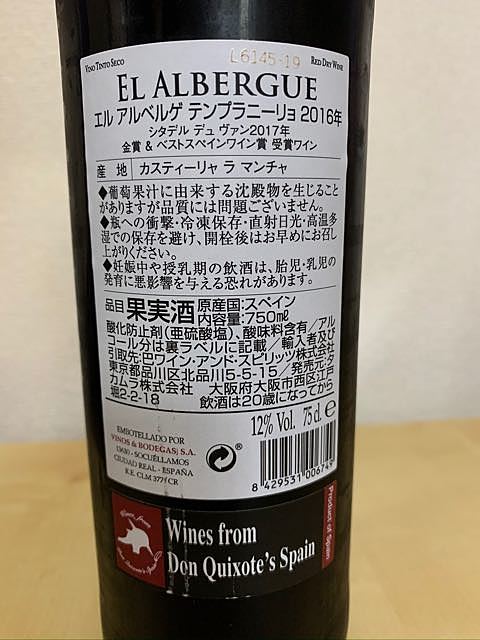 L6145-19
VINO TINTO SECO
RED DRY WINE
EL ALBERGUE
エル アルベルゲ テンプラニーリョ 2016年
シタデル デュ ヴァン2017年
金賞 & ベストスペインワイン賞 受賞ワイン
産 地 カスティーリャ ラ マンチャ
◆葡萄果汁に由来する沈殿物を生じること
がありますが品質には問題ございません。
◆瓶への衝撃・冷凍保存・直射日光・高温多
湿での保存を避け、開栓後はお早めにお召し
上がりください。
◆妊娠中や授乳期の飲酒は、胎児・乳児の
発育に悪影響を与える恐れがあります。
品目 果実酒 原産国:スペイン
内容量:750mℓ
酸化防止剤(亜硫酸塩)、酸味料含有/アル
コール分は裏ラベルに記載/輸入者及び
引取先:巴ワイン・アンド・スピリッツ株式会社
東京都品川区北品川5-5-15/発売元:タ
カムラ株式会社 大阪府大阪市西区江戸
堀2-2-18 飲酒は20歳になってから
12% Vol. 75 cl. e
EMBOTELLADO POR
VINOS & BODEGAS, S.A.
13630 - SOCUÉLLAMOS
CIUDAD REAL - ESPAÑA
R.E. CLM 377/CR
8 429531 006749
Wines from
Don Quixote's Spain
Product of Spain